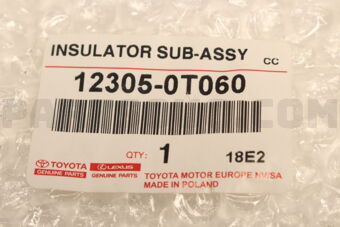 INSULATOR SUB-ASSY CC
12305-0T060
QTY: 1 18E2
TOYOTA LEXUS TOYOTA MOTOR EUROPE NV/SA
GENUINE PARTS GENUINE PARTS MADE IN POLAND